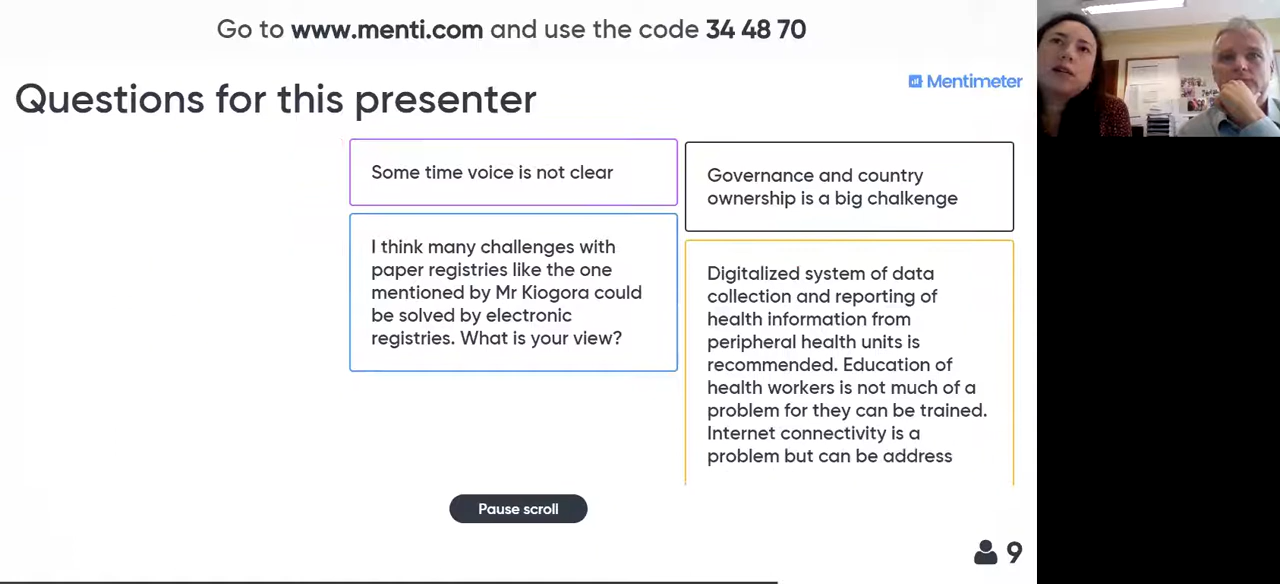 Go to www.menti.com and use the code 34 48 70
Mentimeter
Questions for this presenter
Some time voice is not clear
I think many challenges with
paper registries like the one
mentioned by Mr Kiogora could
be solved by electronic
registries. What is your view?
Governance and country
ownership is a big chalkenge
Digitalized system of data
collection and reporting of
health information from
peripheral health units is
recommended. Education of
health workers is not much of a
problem for they can be trained.
Internet connectivity is a
problem but can be address
Pause scroll
9